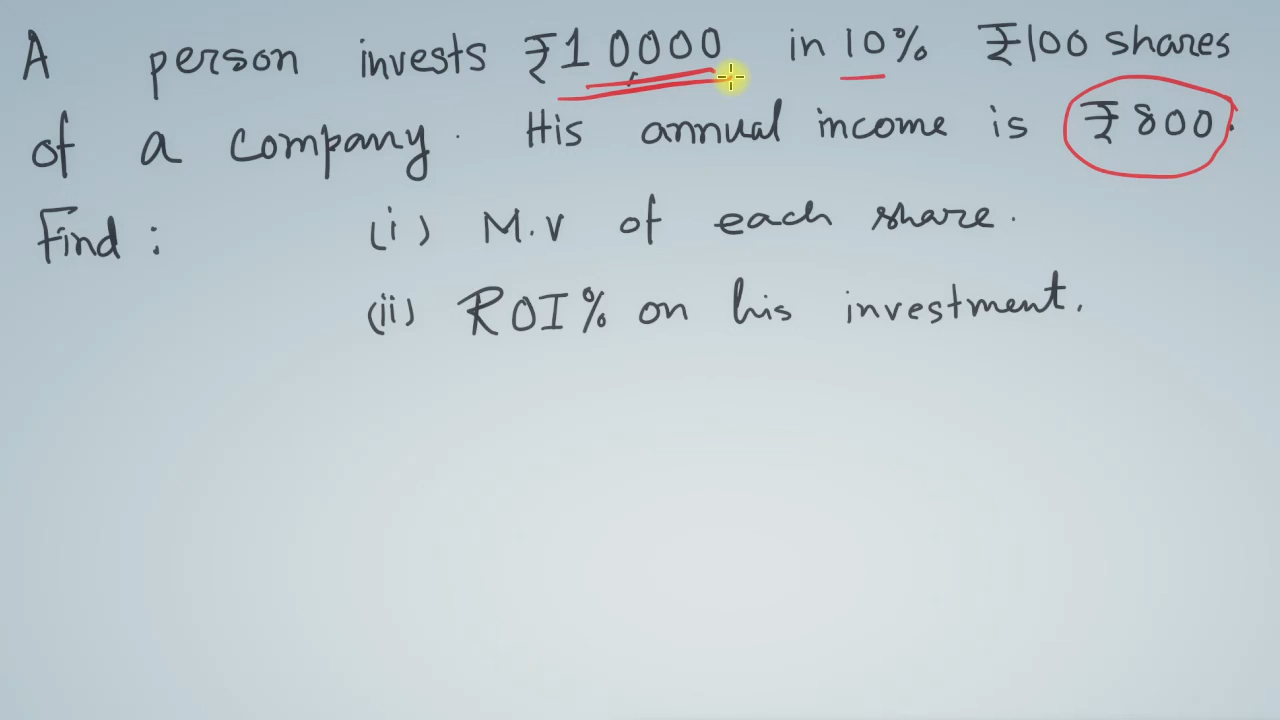 A person invests ₹10000 in 10% ₹100 shares
of a company. His annual income is ₹800.
Find : (i) M.V of each share.
(ii) ROI% on his investment.